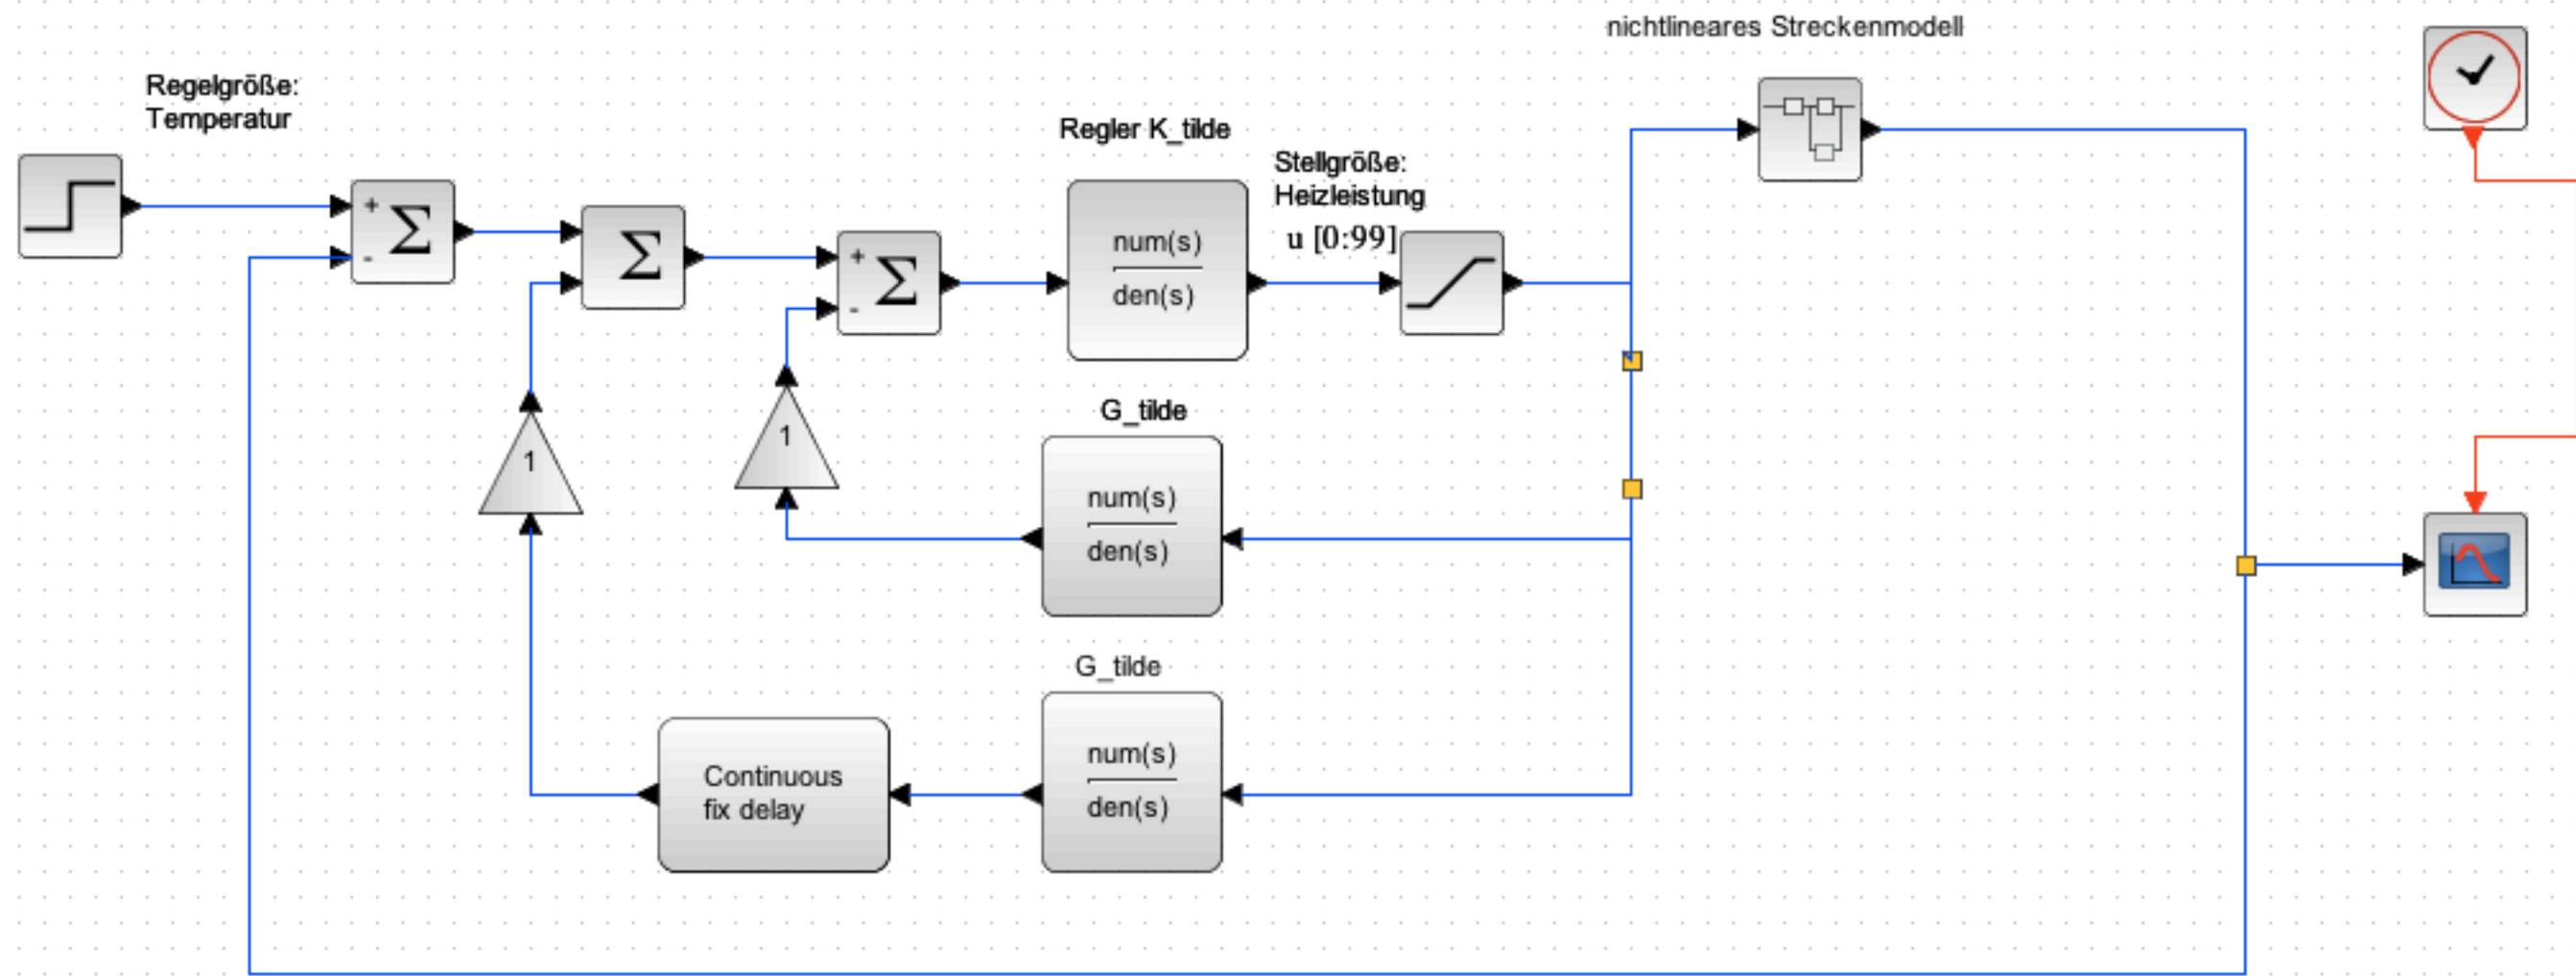 nichtlineares Streckenmodell
Regelgröße:
Temperatur
Regler K_tilde
Stellgröße:
Heizleistung
u [0:99]
+
-
Σ
Σ
+
-
Σ
num(s)
den(s)
1
1
G_tilde
num(s)
den(s)
G_tilde
num(s)
den(s)
Continuous
fix delay